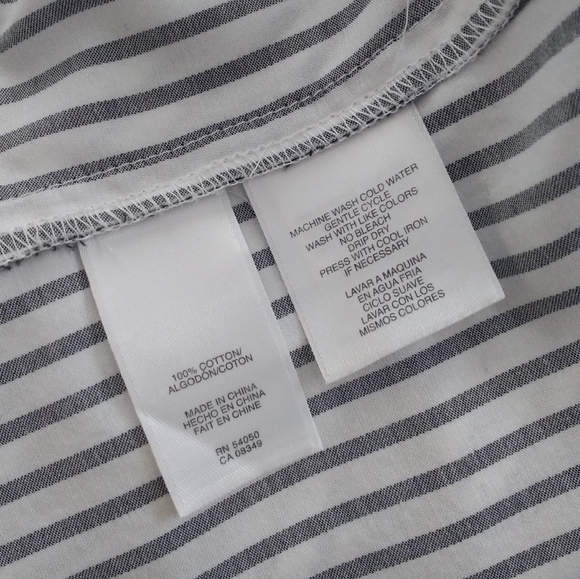 100% COTTON/
ALGODÓN/COTON
MADE IN CHINA
HECHO EN CHINA
FAIT EN CHINE
RN 54050
CA 08349
MACHINE WASH COLD WATER
GENTLE CYCLE
WASH WITH LIKE COLORS
NO BLEACH
DRIP DRY
PRESS WITH COOL IRON
IF NECESSARY
LAVAR A MAQUINA
EN AGUA FRIA
CICLO SUAVE
LAVAR CON LOS
MISMOS COLORES